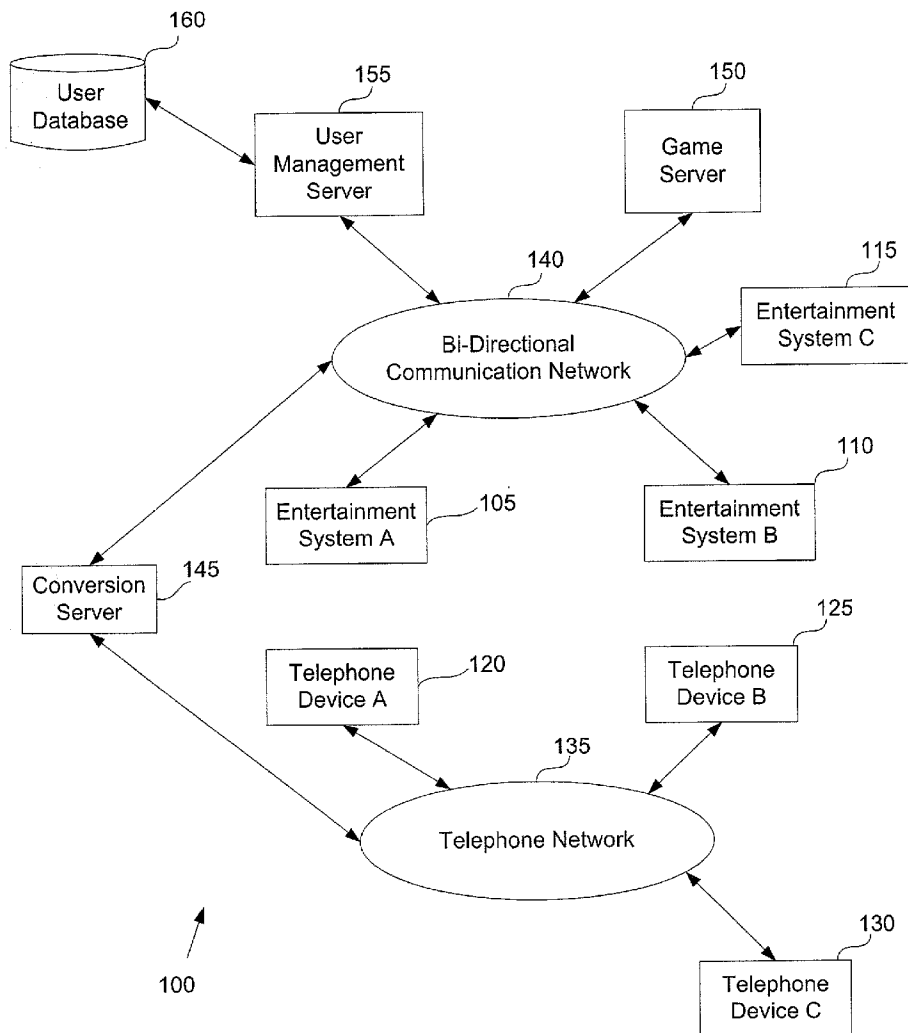 160
User
Database
155
User
Management
Server
150
Game
Server
140
Bi-Directional
Communication Network
115
Entertainment
System C
Entertainment
System A
105
110
Entertainment
System B
Conversion
Server
145
Telephone
Device A
120
125
Telephone
Device B
135
Telephone Network
100
130
Telephone
Device C